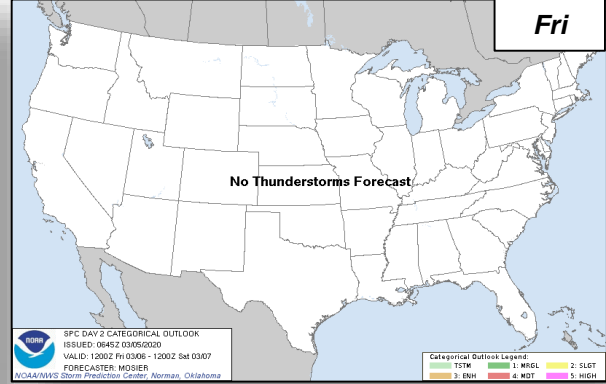 Fri
No Thunderstorms Forecast
SPC DAY 2 CATEGORICAL OUTLOOK
ISSUED: 0645Z 03/05/2020
VALID: 1200Z Fri 03/06 - 1200Z Sat 03/07
FORECASTER: MOSIER
NOAA/NWS Storm Prediction Center, Norman, Oklahoma
NOAA
Categorical Outlook Legend:
TSTM 1: MRGL 2: SLGT
3: ENH 4: MDT 5: HIGH